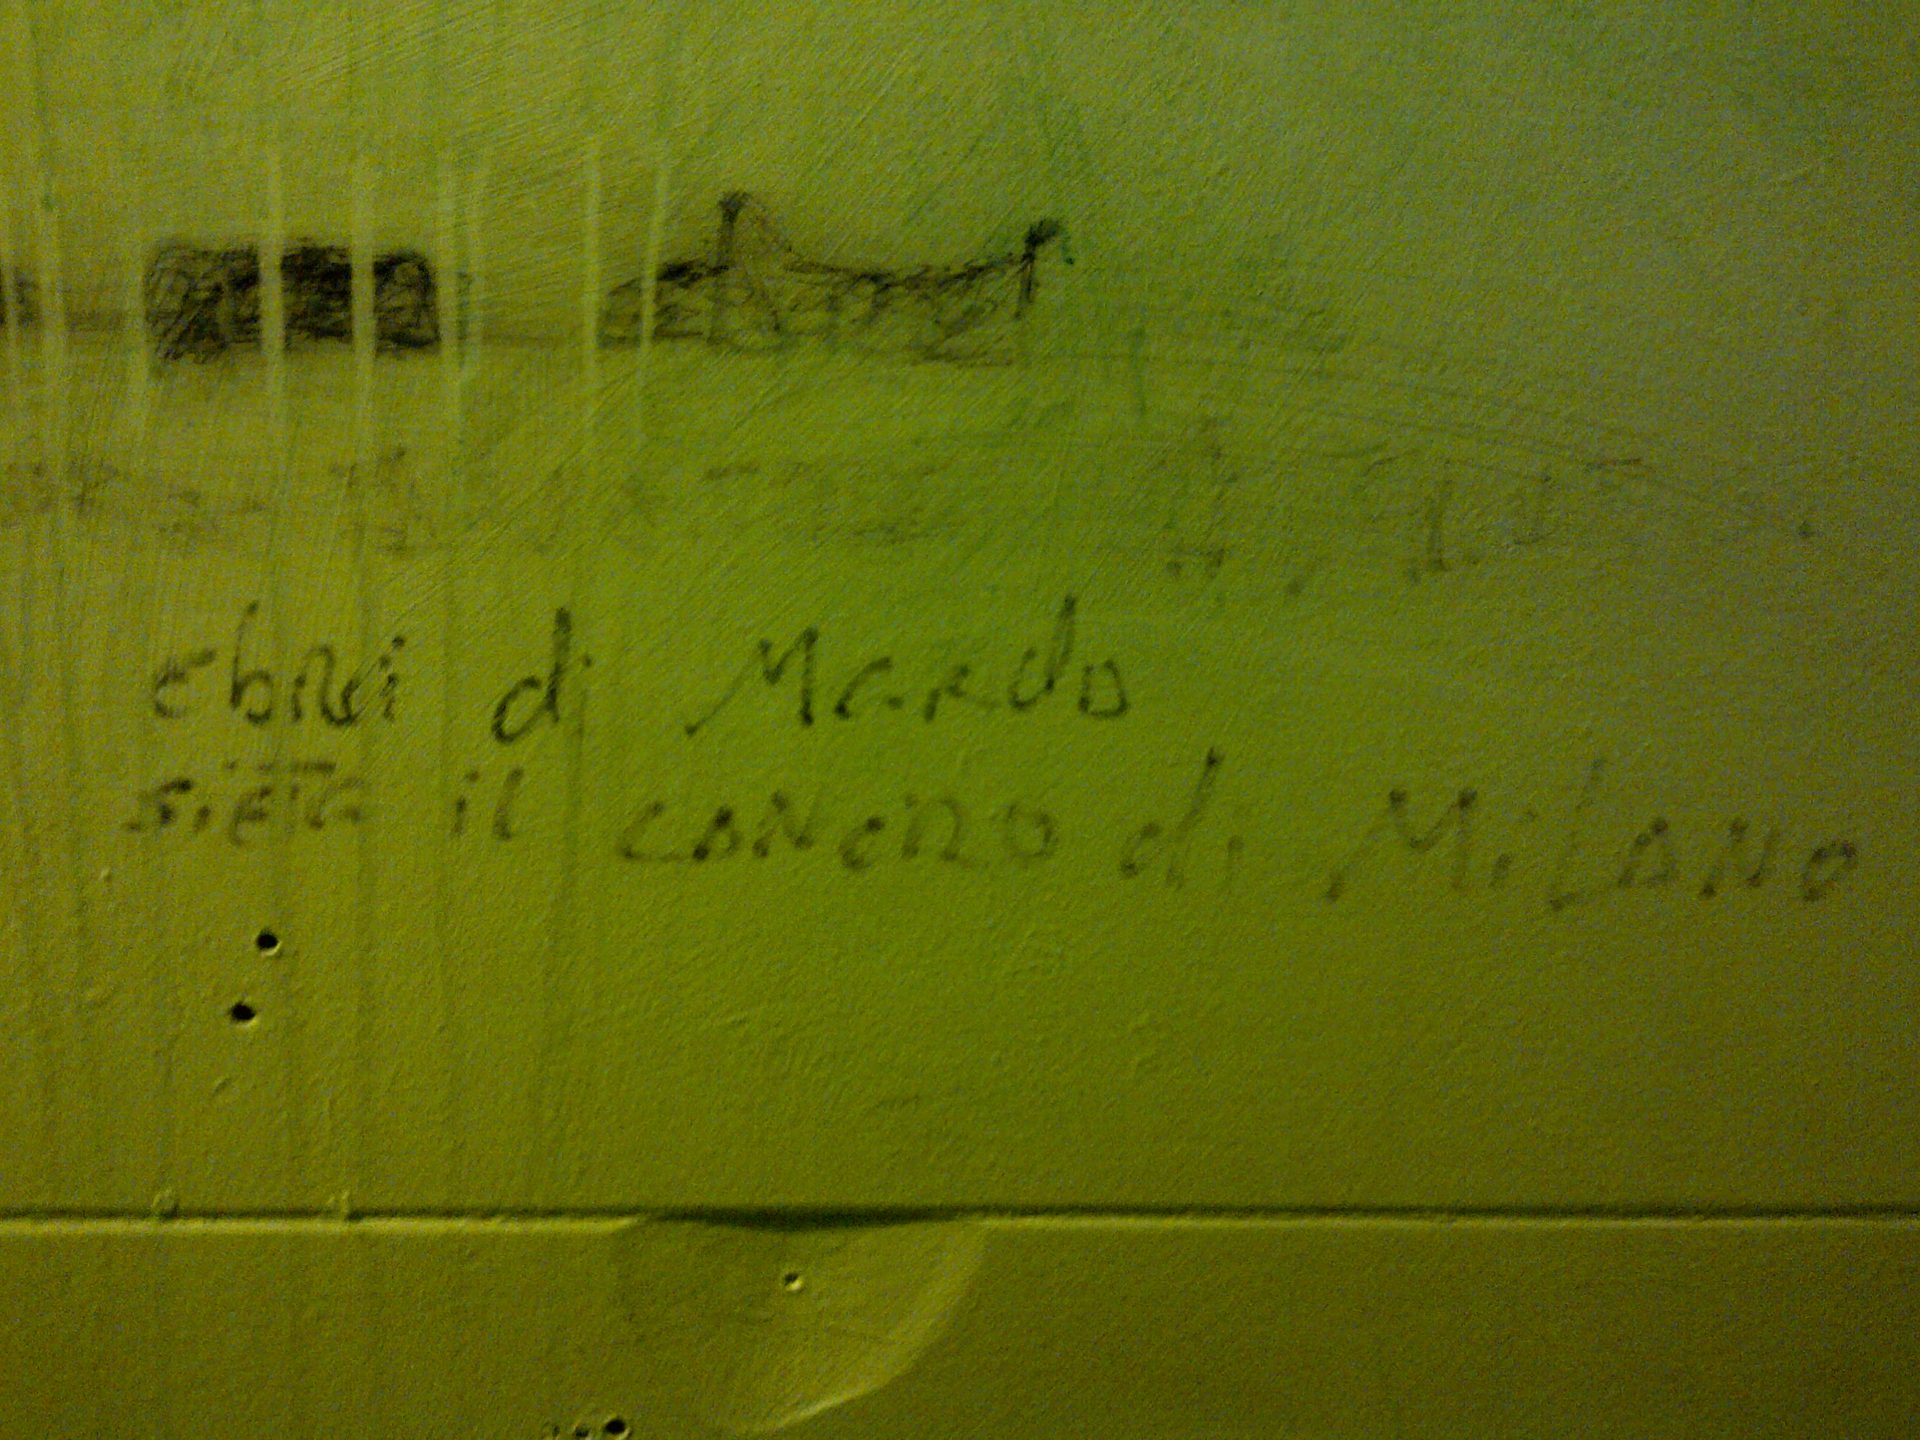 ebrei di Merda
siete il cancro di Milano